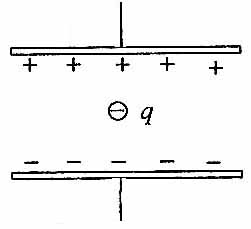 + + + + +
⊖ q
− − − − −